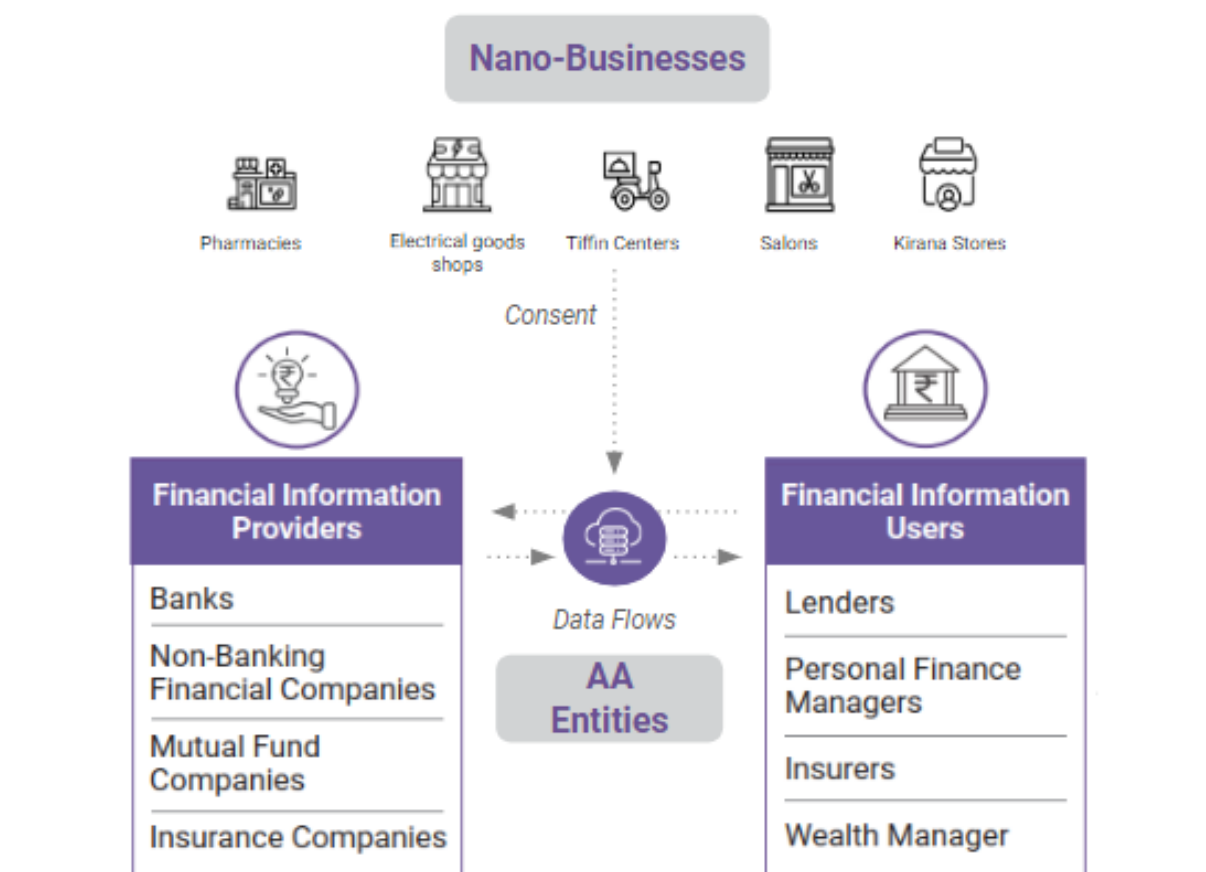 Nano-Businesses
Pharmacies
Electrical goods
shops
Tiffin Centers
Salons
Kirana Stores
Consent
Financial Information
Providers
Banks
Non-Banking
Financial Companies
Mutual Fund
Companies
Insurance Companies
Data Flows
AA
Entities
Financial Information
Users
Lenders
Personal Finance
Managers
Insurers
Wealth Manager